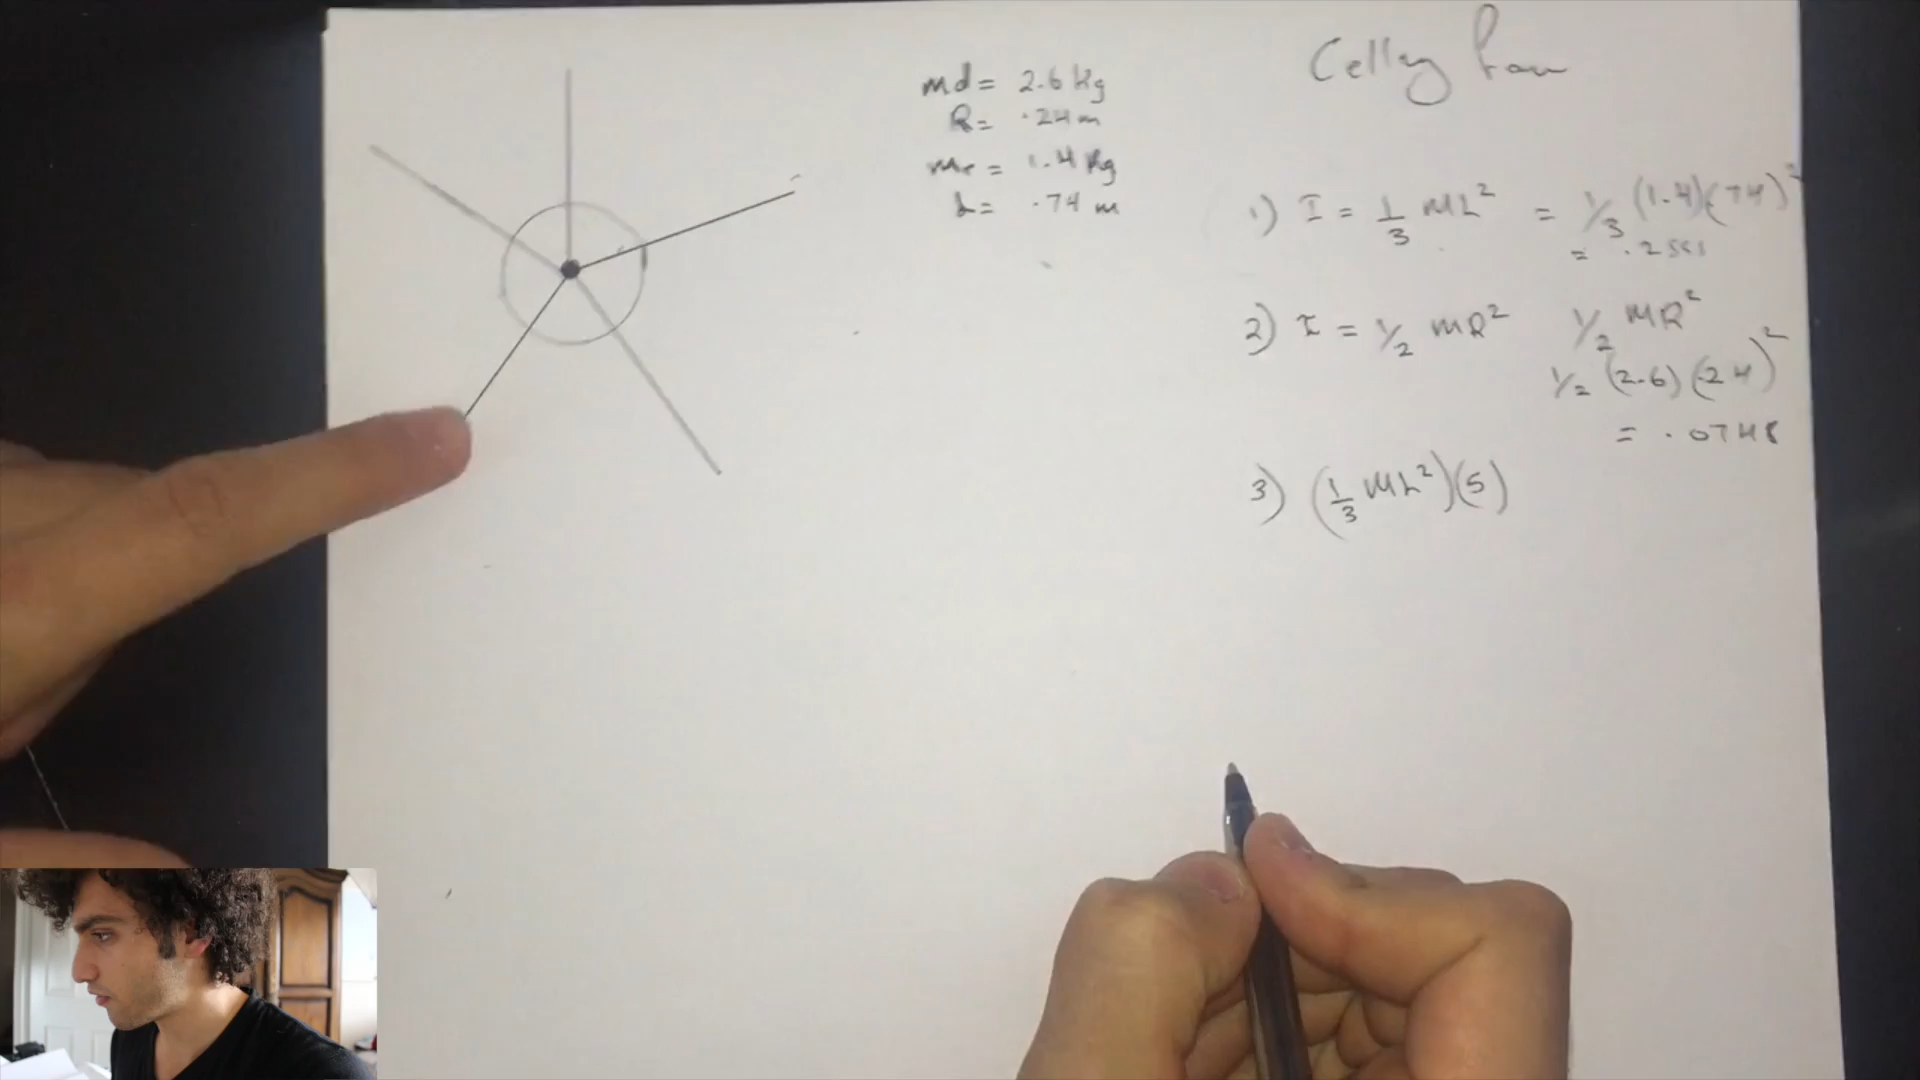 Celling fan
md = 2.6 kg
R = .24 m
mr = 1.4 kg
L = .74 m
1) I = 1/3 ML² = 1/3 (1.4)(74)²
= .2555
2) I = 1/2 MR² 1/2 MR²
1/2 (2.6) (.24)²
= .0748
3) (1/3 ML²)(5)